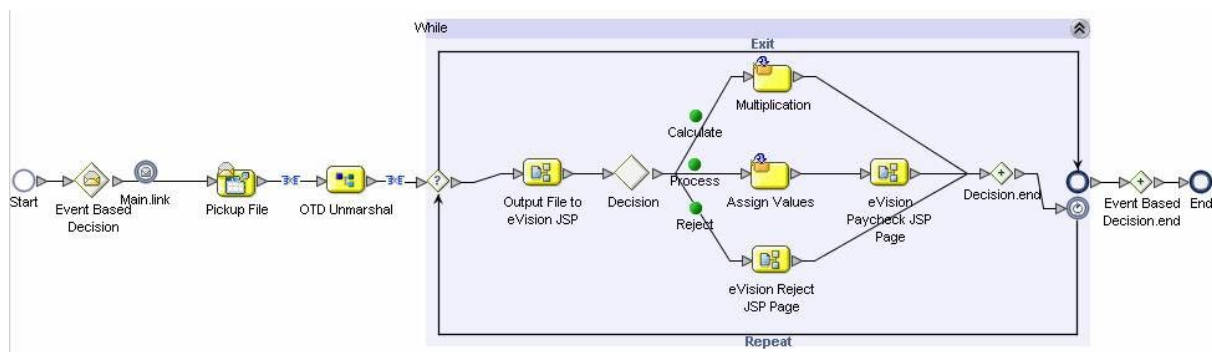 While
Exit
Multiplication
Calculate
Start
Event Based
Decision
Main.link
Pickup File
OTD Unmarshal
?
Output File to
eVision JSP
Decision
Process
Assign Values
eVision
Paycheck JSP
Page
Decision.end
Event Based
Decision.end
End
Reject
eVision Reject
JSP Page
Repeat